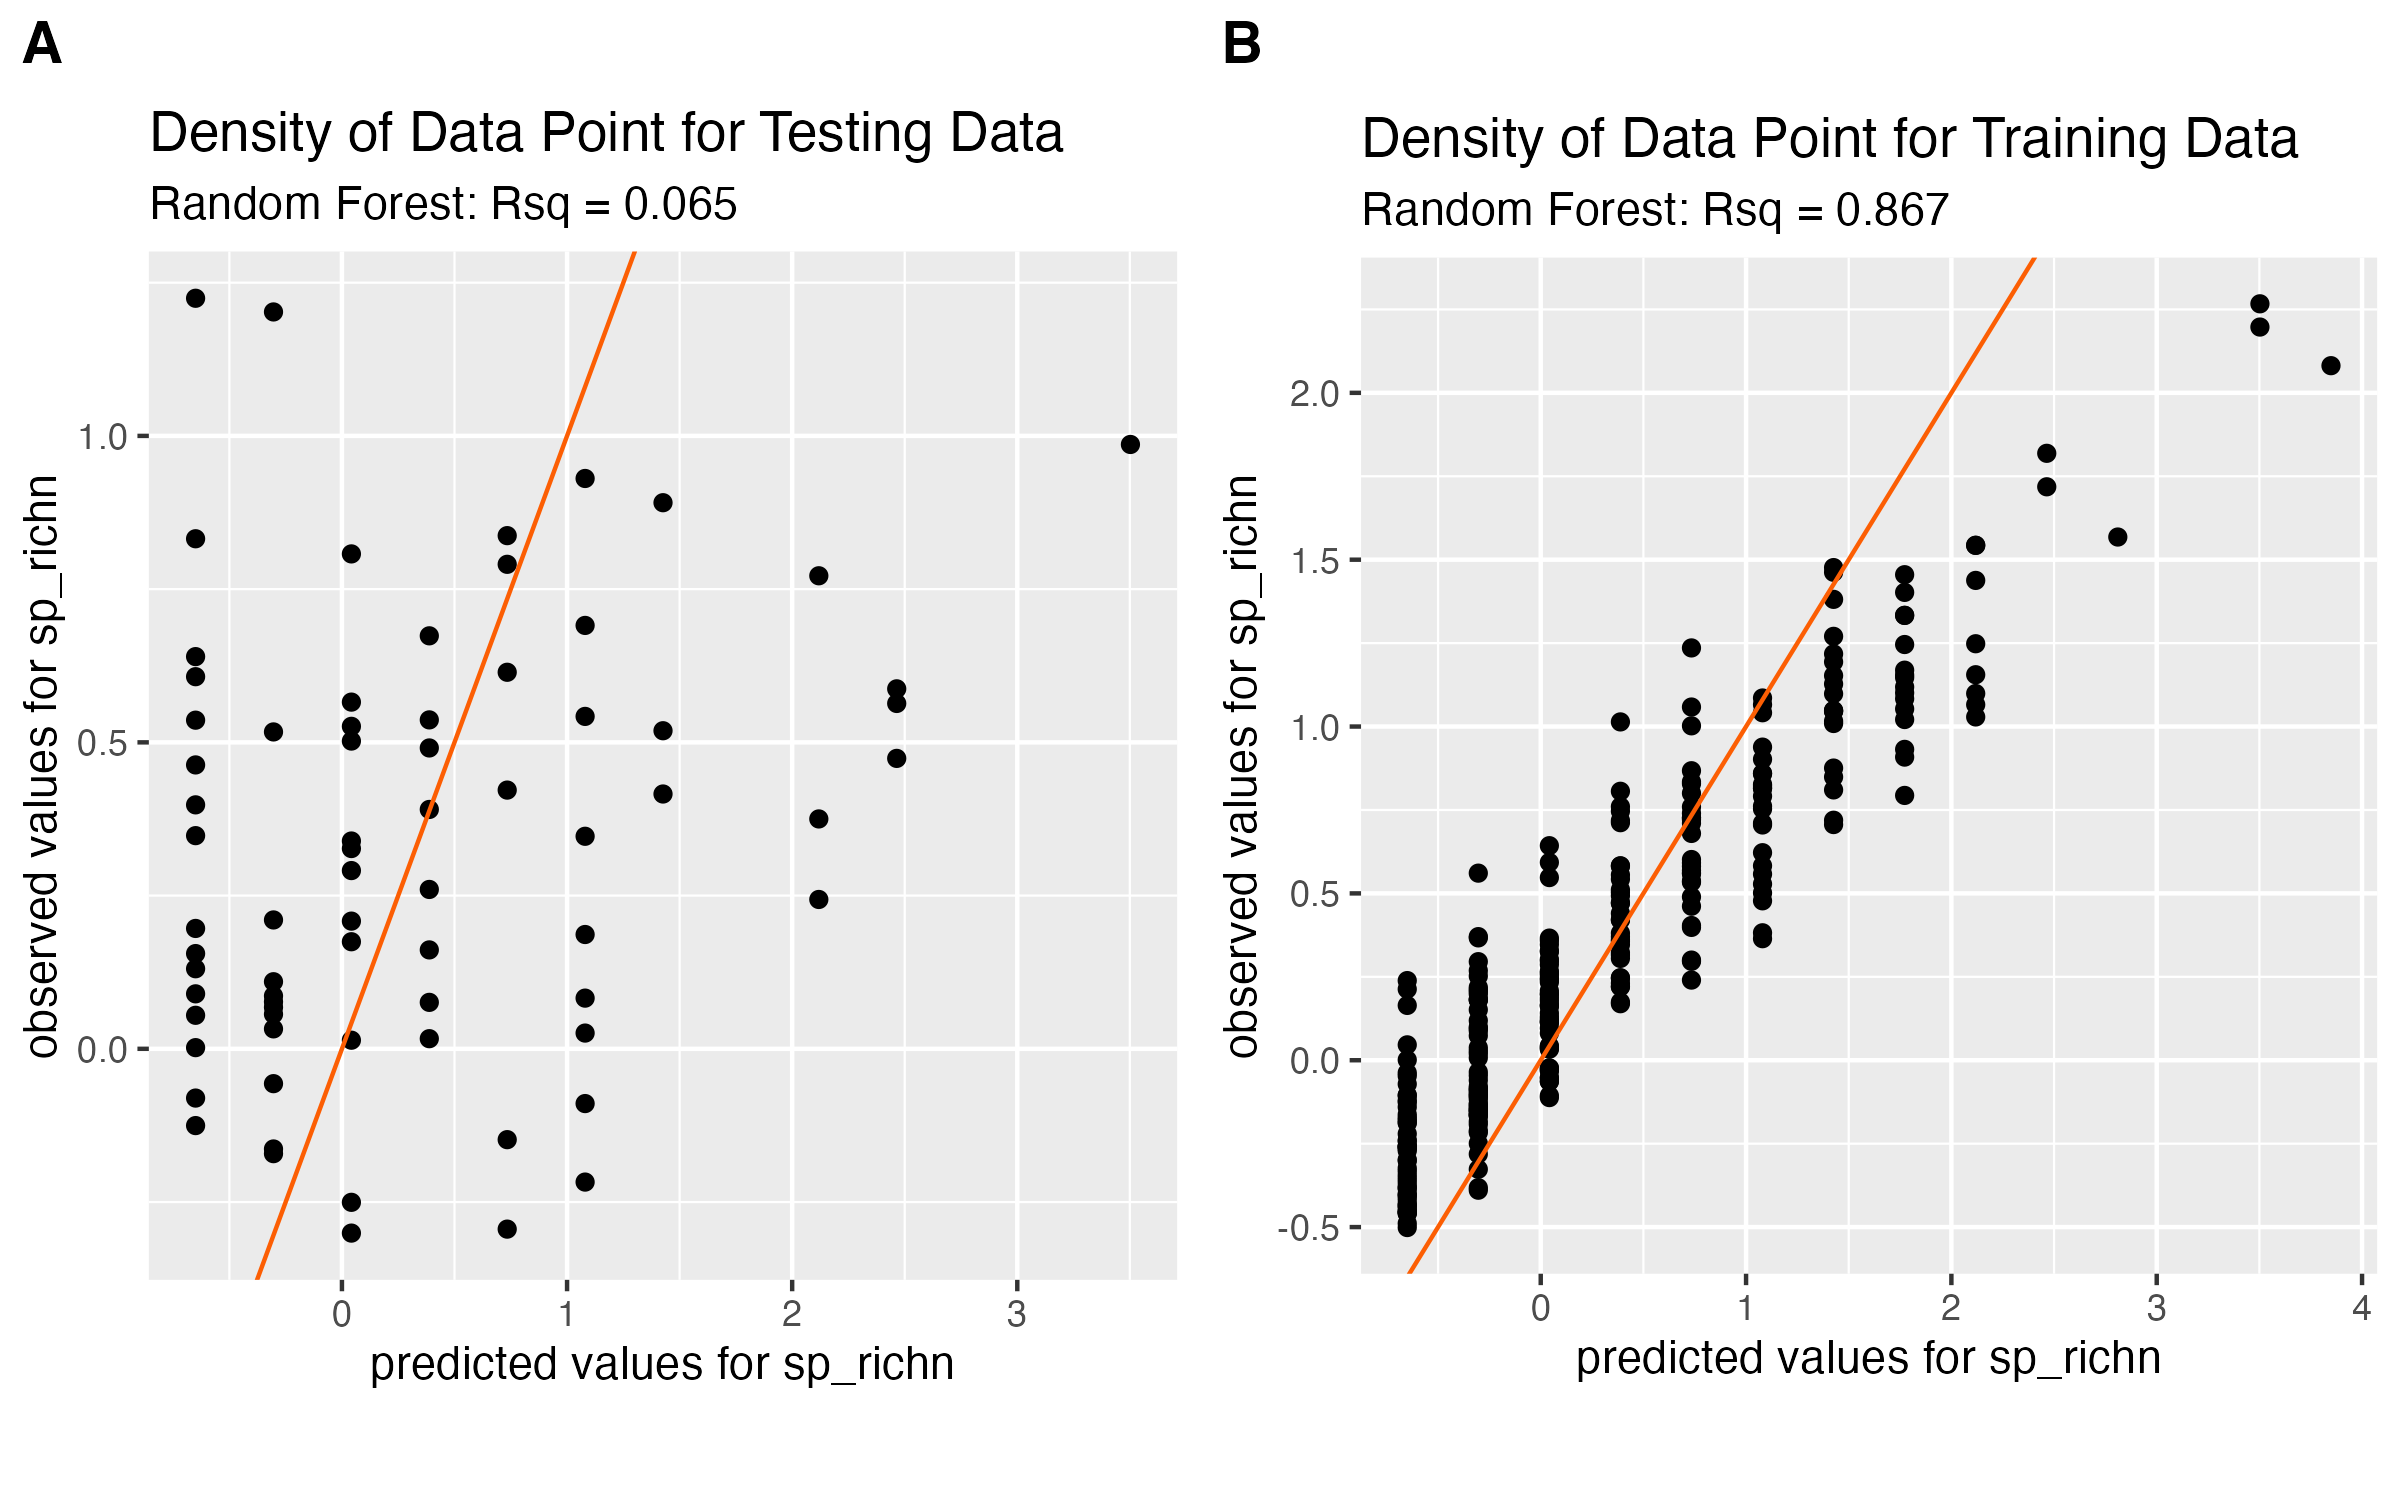 A
Density of Data Point for Testing Data
Random Forest: Rsq = 0.065
observed values for sp_richn
1.0
0.5
0.0
0 1 2 3
predicted values for sp_richn
B
Density of Data Point for Training Data
Random Forest: Rsq = 0.867
observed values for sp_richn
2.0
1.5
1.0
0.5
0.0
-0.5
0 1 2 3 4
predicted values for sp_richn